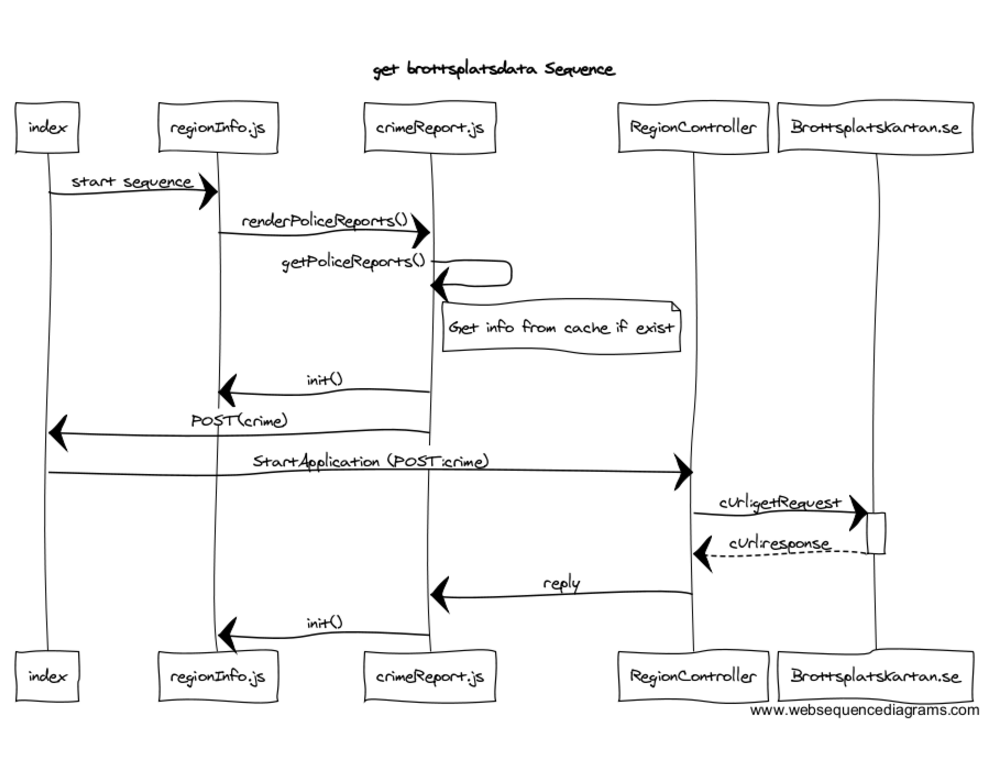 get brottsplatsdata Sequence
index
regionInfo.js
crimeReport.js
RegionController
Brottsplatskartan.se
start sequence
renderPoliceReports()
getPoliceReports()
Get info from cache if exist
init()
POST(crime)
StartApplication (POST:crime)
cUrl:getRequest
cUrl:response
reply
init()
index
regionInfo.js
crimeReport.js
RegionController
Brottsplatskartan.se
www.websequencediagrams.com